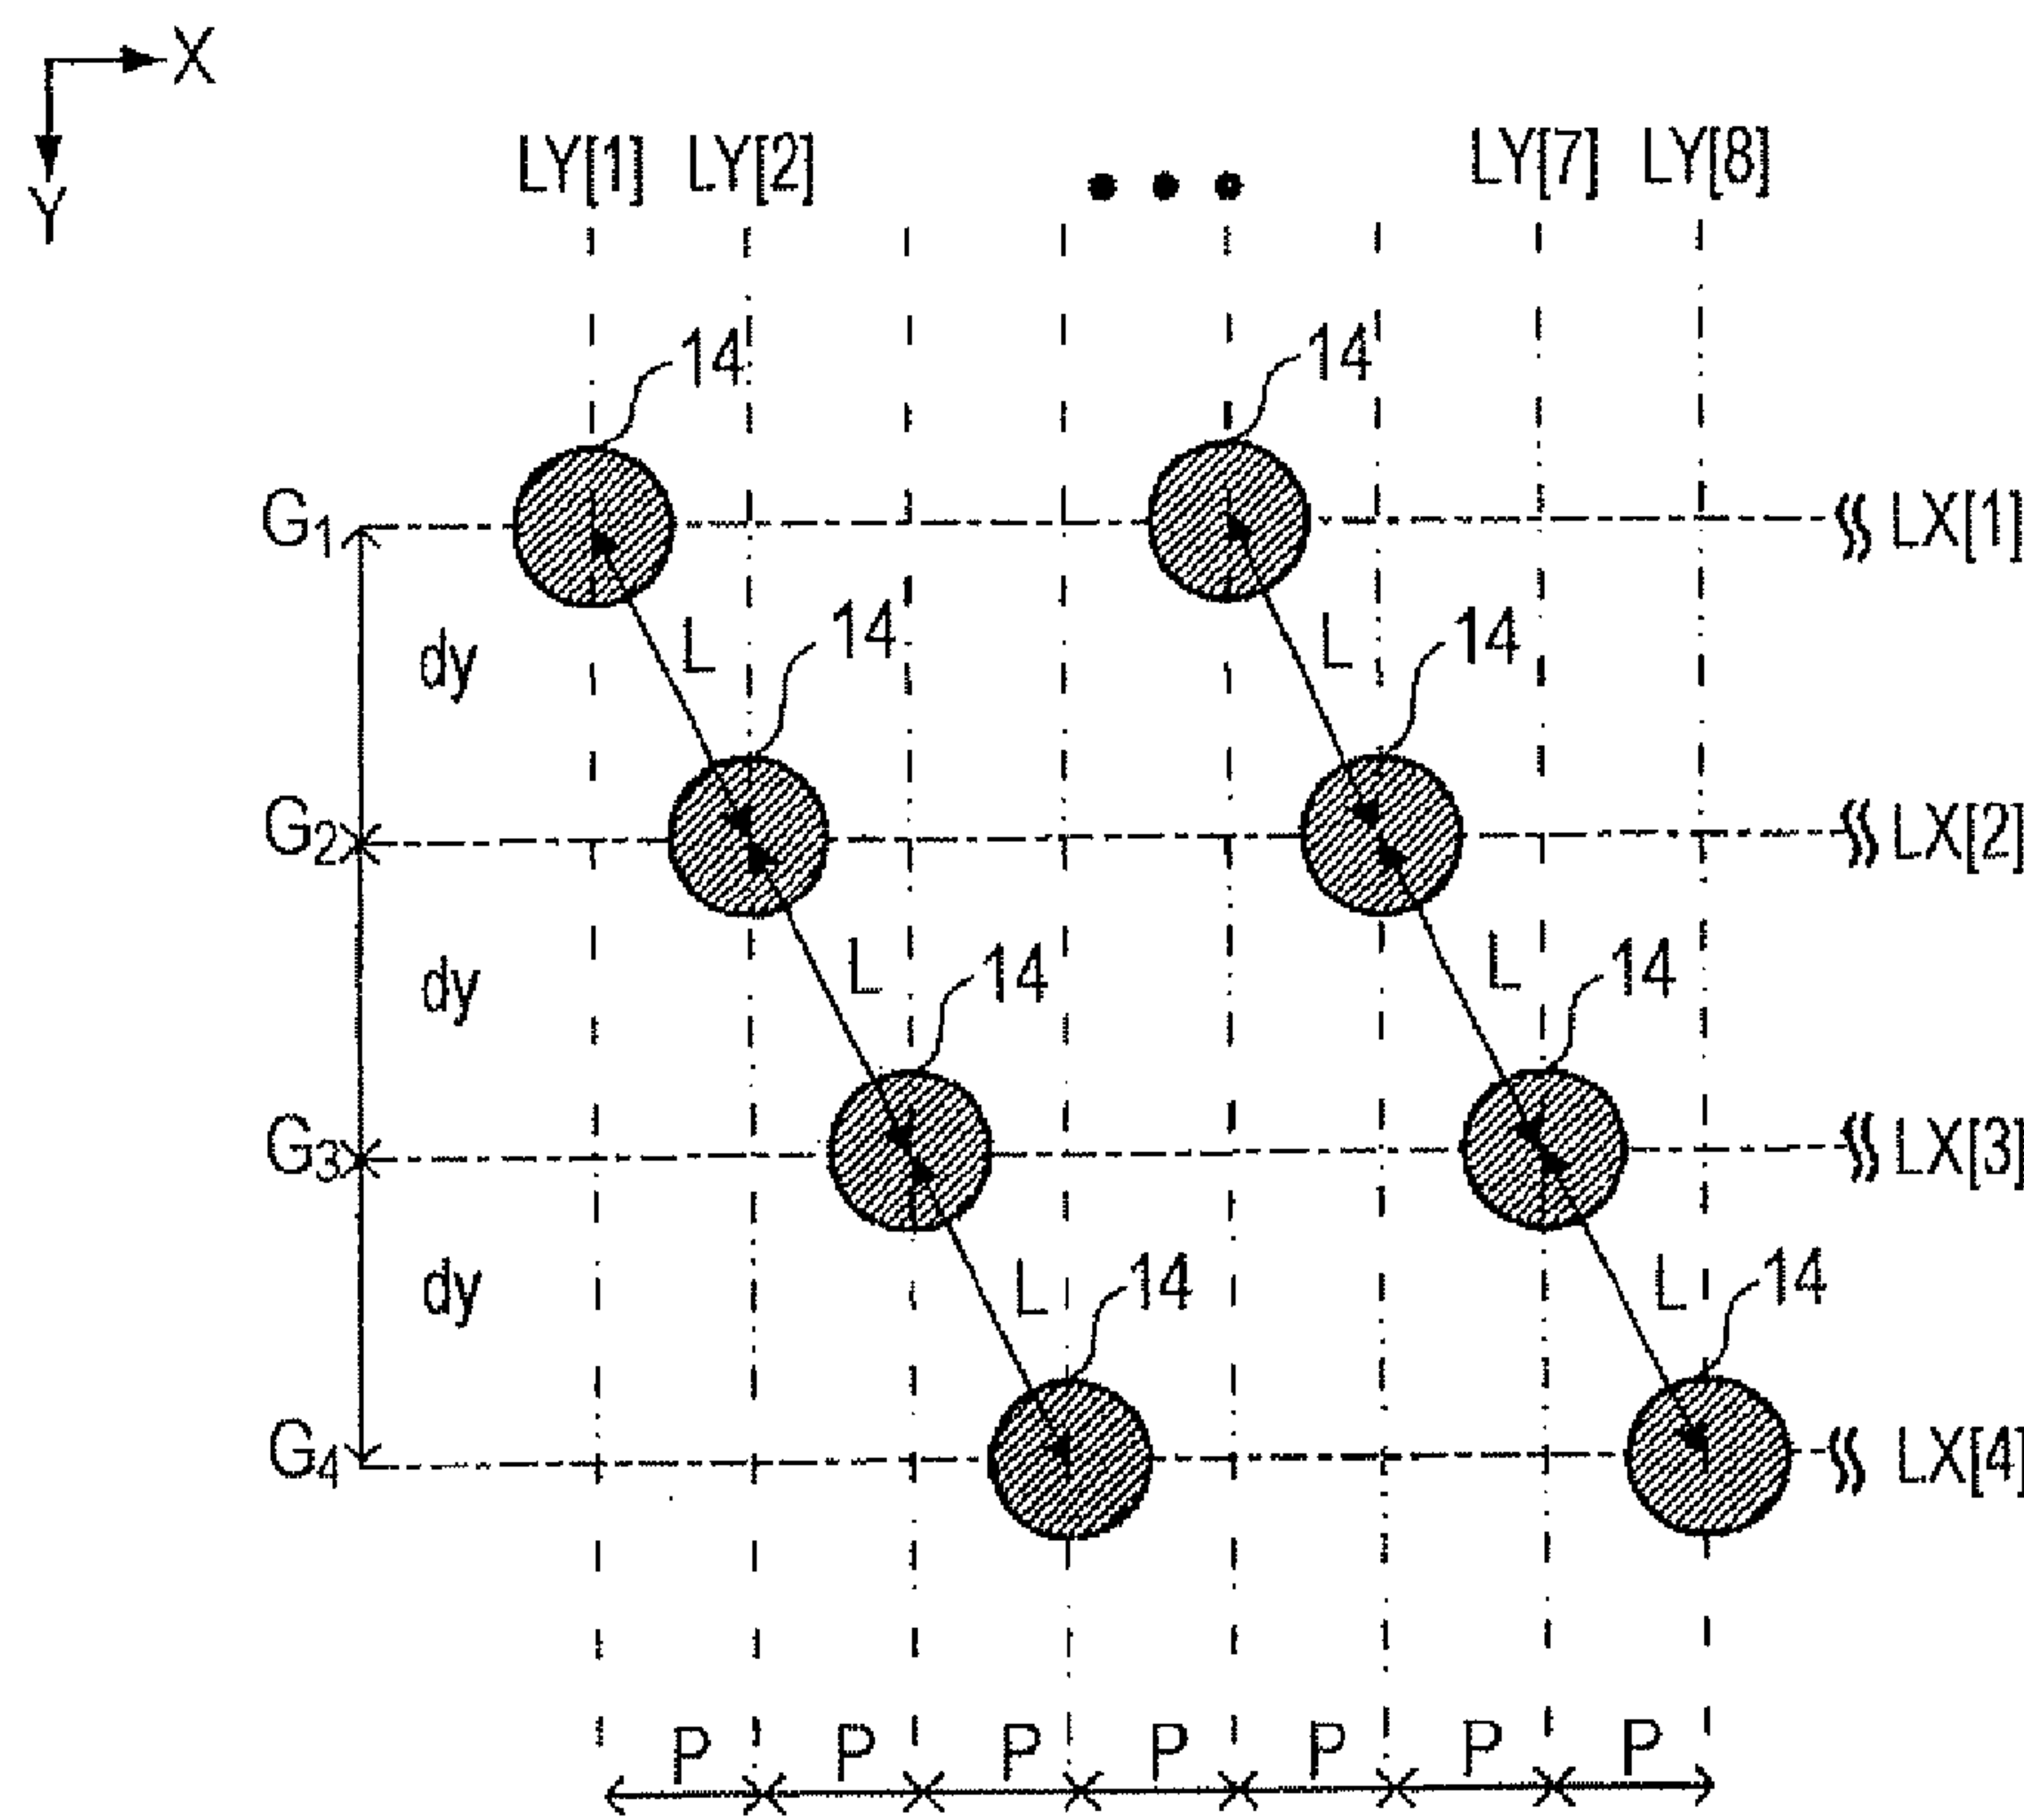 X
Y
LY[1] LY[2] ••• LY[7] LY[8]
14 14
G1 LX[1]
dy L 14 L 14
G2 LX[2]
dy L 14 L 14
G3 LX[3]
dy L 14 L 14
G4 LX[4]
P P P P P P P